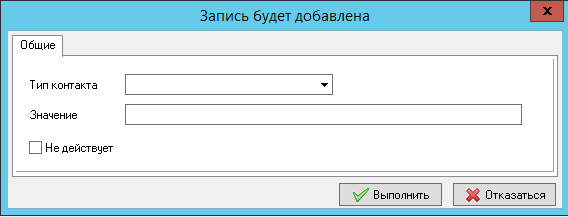 Запись будет добавлена
Общие
Тип контакта
Значение
Не действует
Выполнить Отказаться